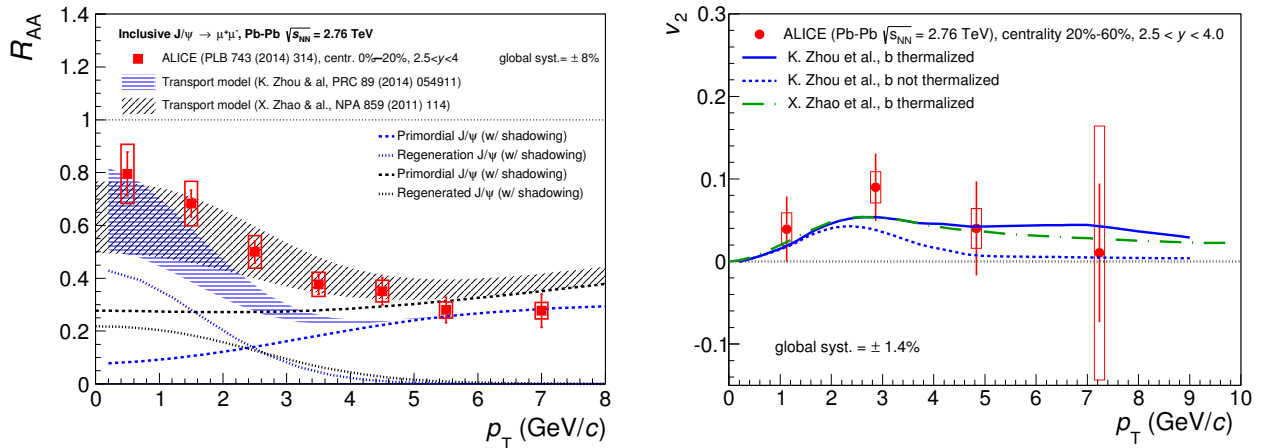 R_AA
1.4
1.2
1
0.8
0.6
0.4
0.2
0
Inclusive J/ψ → μ⁺μ⁻, Pb-Pb √s_NN = 2.76 TeV
ALICE (PLB 743 (2014) 314), centr. 0%–20%, 2.5<y<4 global syst.= ± 8%
Transport model (K. Zhou & al, PRC 89 (2014) 054911)
Transport model (X. Zhao & al., NPA 859 (2011) 114)
Primordial J/ψ (w/ shadowing)
Regeneration J/ψ (w/ shadowing)
Primordial J/ψ (w/ shadowing)
Regenerated J/ψ (w/ shadowing)
0 1 2 3 4 5 6 7 8
p_T (GeV/c)
v_2
0.3
0.2
0.1
0
-0.1
ALICE (Pb-Pb √s_NN = 2.76 TeV), centrality 20%-60%, 2.5 < y < 4.0
K. Zhou et al., b thermalized
K. Zhou et al., b not thermalized
X. Zhao et al., b thermalized
global syst. = ± 1.4%
0 1 2 3 4 5 6 7 8 9 10
p_T (GeV/c)